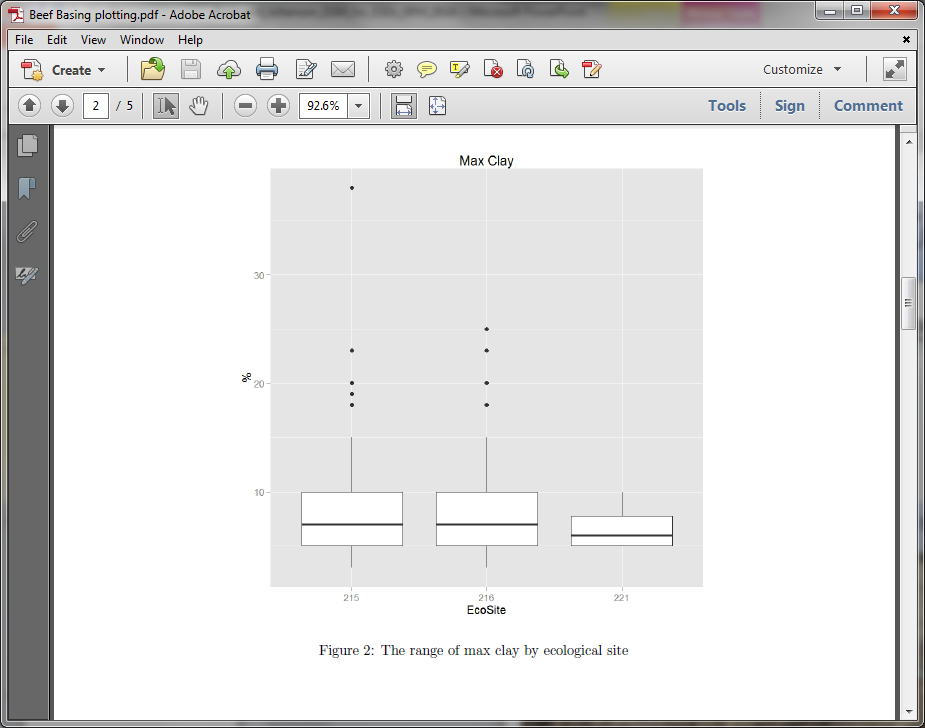 Beef Basing plotting.pdf - Adobe Acrobat
File Edit View Window Help
Create
Customize
2 / 5
92.6%
Tools Sign Comment
Max Clay
30
20
10
%
215 216 221
EcoSite
Figure 2: The range of max clay by ecological site